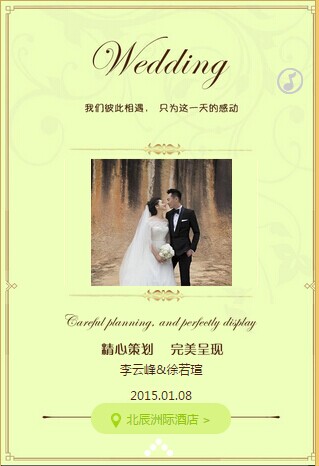 Wedding
我们彼此相遇， 只为这一天的感动
Careful planning, and perfectly display
精心策划 完美呈现
李云峰&徐若瑄
2015.01.08
北辰洲际酒店 >